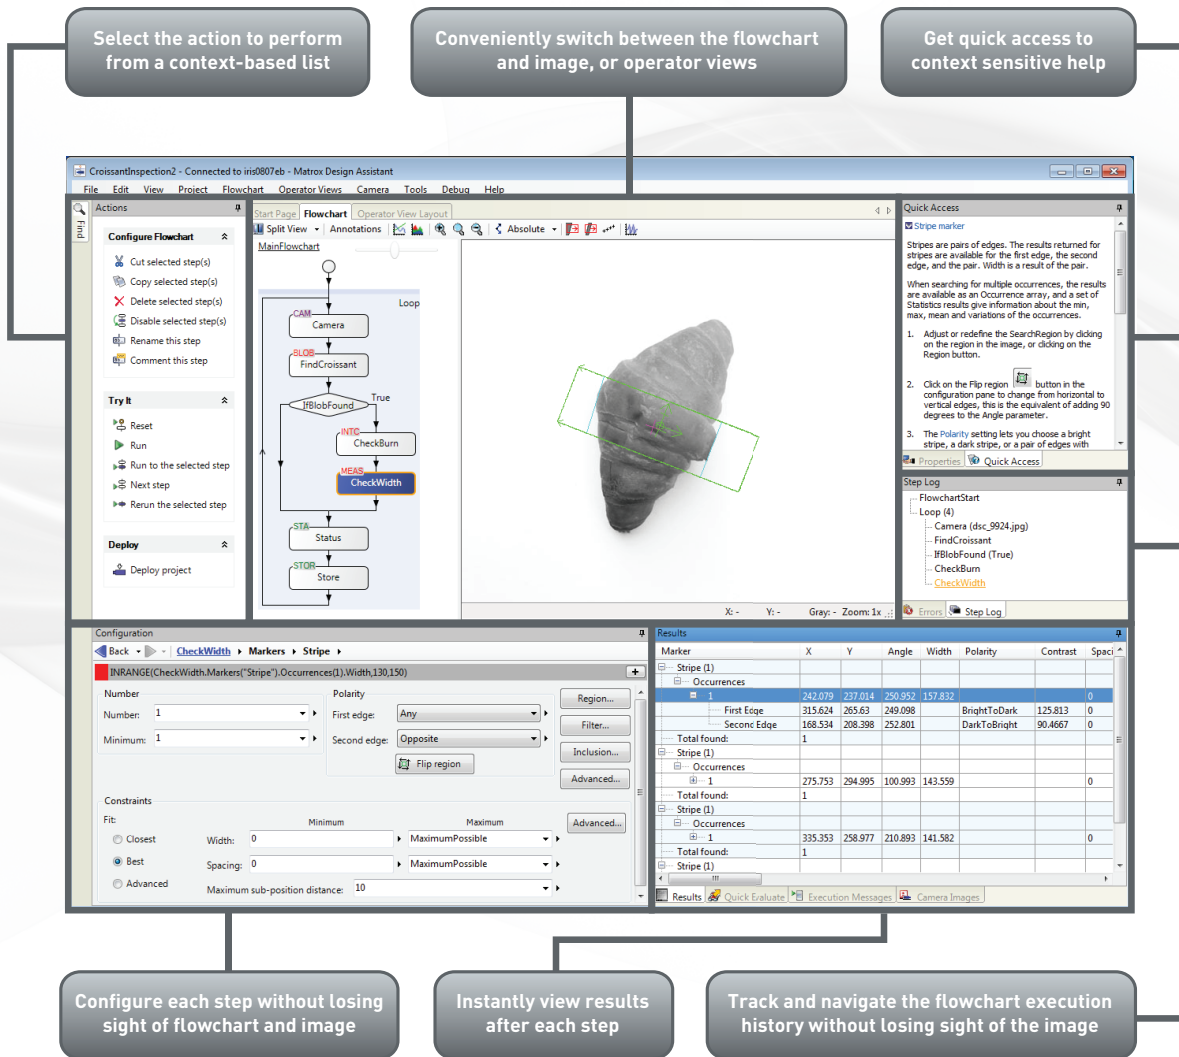 Select the action to perform
from a context-based list
Conveniently switch between the flowchart
and image, or operator views
Get quick access to
context sensitive help
CroissantInspection2 - Connected to iris0807eb - Matrox Design Assistant
File Edit View Project Flowchart Operator Views Camera Tools Debug Help
Find
Actions
Configure Flowchart
Cut selected step(s)
Copy selected step(s)
Delete selected step(s)
Disable selected step(s)
Rename this step
Comment this step
Try It
Reset
Run
Run to the selected step
Next step
Rerun the selected step
Deploy
Deploy project
Start Page Flowchart Operator View Layout
Split View Annotations Absolute
MainFlowchart
Loop
CAM
Camera
BLOB
FindCroissant
IfBlobFound
True
INTC
CheckBurn
MEAS
CheckWidth
STA
Status
STOR
Store
X: - Y: - Gray: - Zoom: 1x
Quick Access
Stripe marker
Stripes are pairs of edges. The results returned for
stripes are available for the first edge, the second
edge, and the pair. Width is a result of the pair.
When searching for multiple occurrences, the results
are available as an Occurrence array, and a set of
Statistics results give information about the min,
max, mean and variations of the occurrences.
1. Adjust or redefine the SearchRegion by clicking
on the region in the image, or clicking on the
Region button.
2. Click on the Flip region button in the
configuration pane to change from horizontal to
vertical edges, this is the equivalent of adding 90
degrees to the Angle parameter.
3. The Polarity setting lets you choose a bright
stripe, a dark stripe, or a pair of edges with
Properties Quick Access
Step Log
FlowchartStart
Loop (4)
Camera (dsc_9924.jpg)
FindCroissant
IfBlobFound (True)
CheckBurn
CheckWidth
Errors Step Log
Configuration
Back CheckWidth Markers Stripe
INRANGE(CheckWidth.Markers("Stripe").Occurrences(1).Width,130,150)
Number
Number: 1
Minimum: 1
Polarity
First edge: Any
Second edge: Opposite
Flip region
Region...
Filter...
Inclusion...
Advanced...
Constraints
Fit: Minimum Maximum
Closest Width: 0 MaximumPossible
Best Spacing: 0 MaximumPossible
Advanced Maximum sub-position distance: 10
Advanced...
Results
Marker X Y Angle Width Polarity Contrast Spaci
Stripe (1)
Occurrences
1 242.079 237.014 250.952 157.832 0
First Edge 315.624 265.63 249.098 BrightToDark 125.813 0
Second Edge 168.534 208.398 252.801 DarkToBright 90.4667 0
Total found: 1
Stripe (1)
Occurrences
1 275.753 294.995 100.993 143.559 0
Total found: 1
Stripe (1)
Occurrences
1 335.353 258.977 210.893 141.582 0
Total found: 1
Stripe (1)
Results Quick Evaluate Execution Messages Camera Images
Configure each step without losing
sight of flowchart and image
Instantly view results
after each step
Track and navigate the flowchart execution
history without losing sight of the image